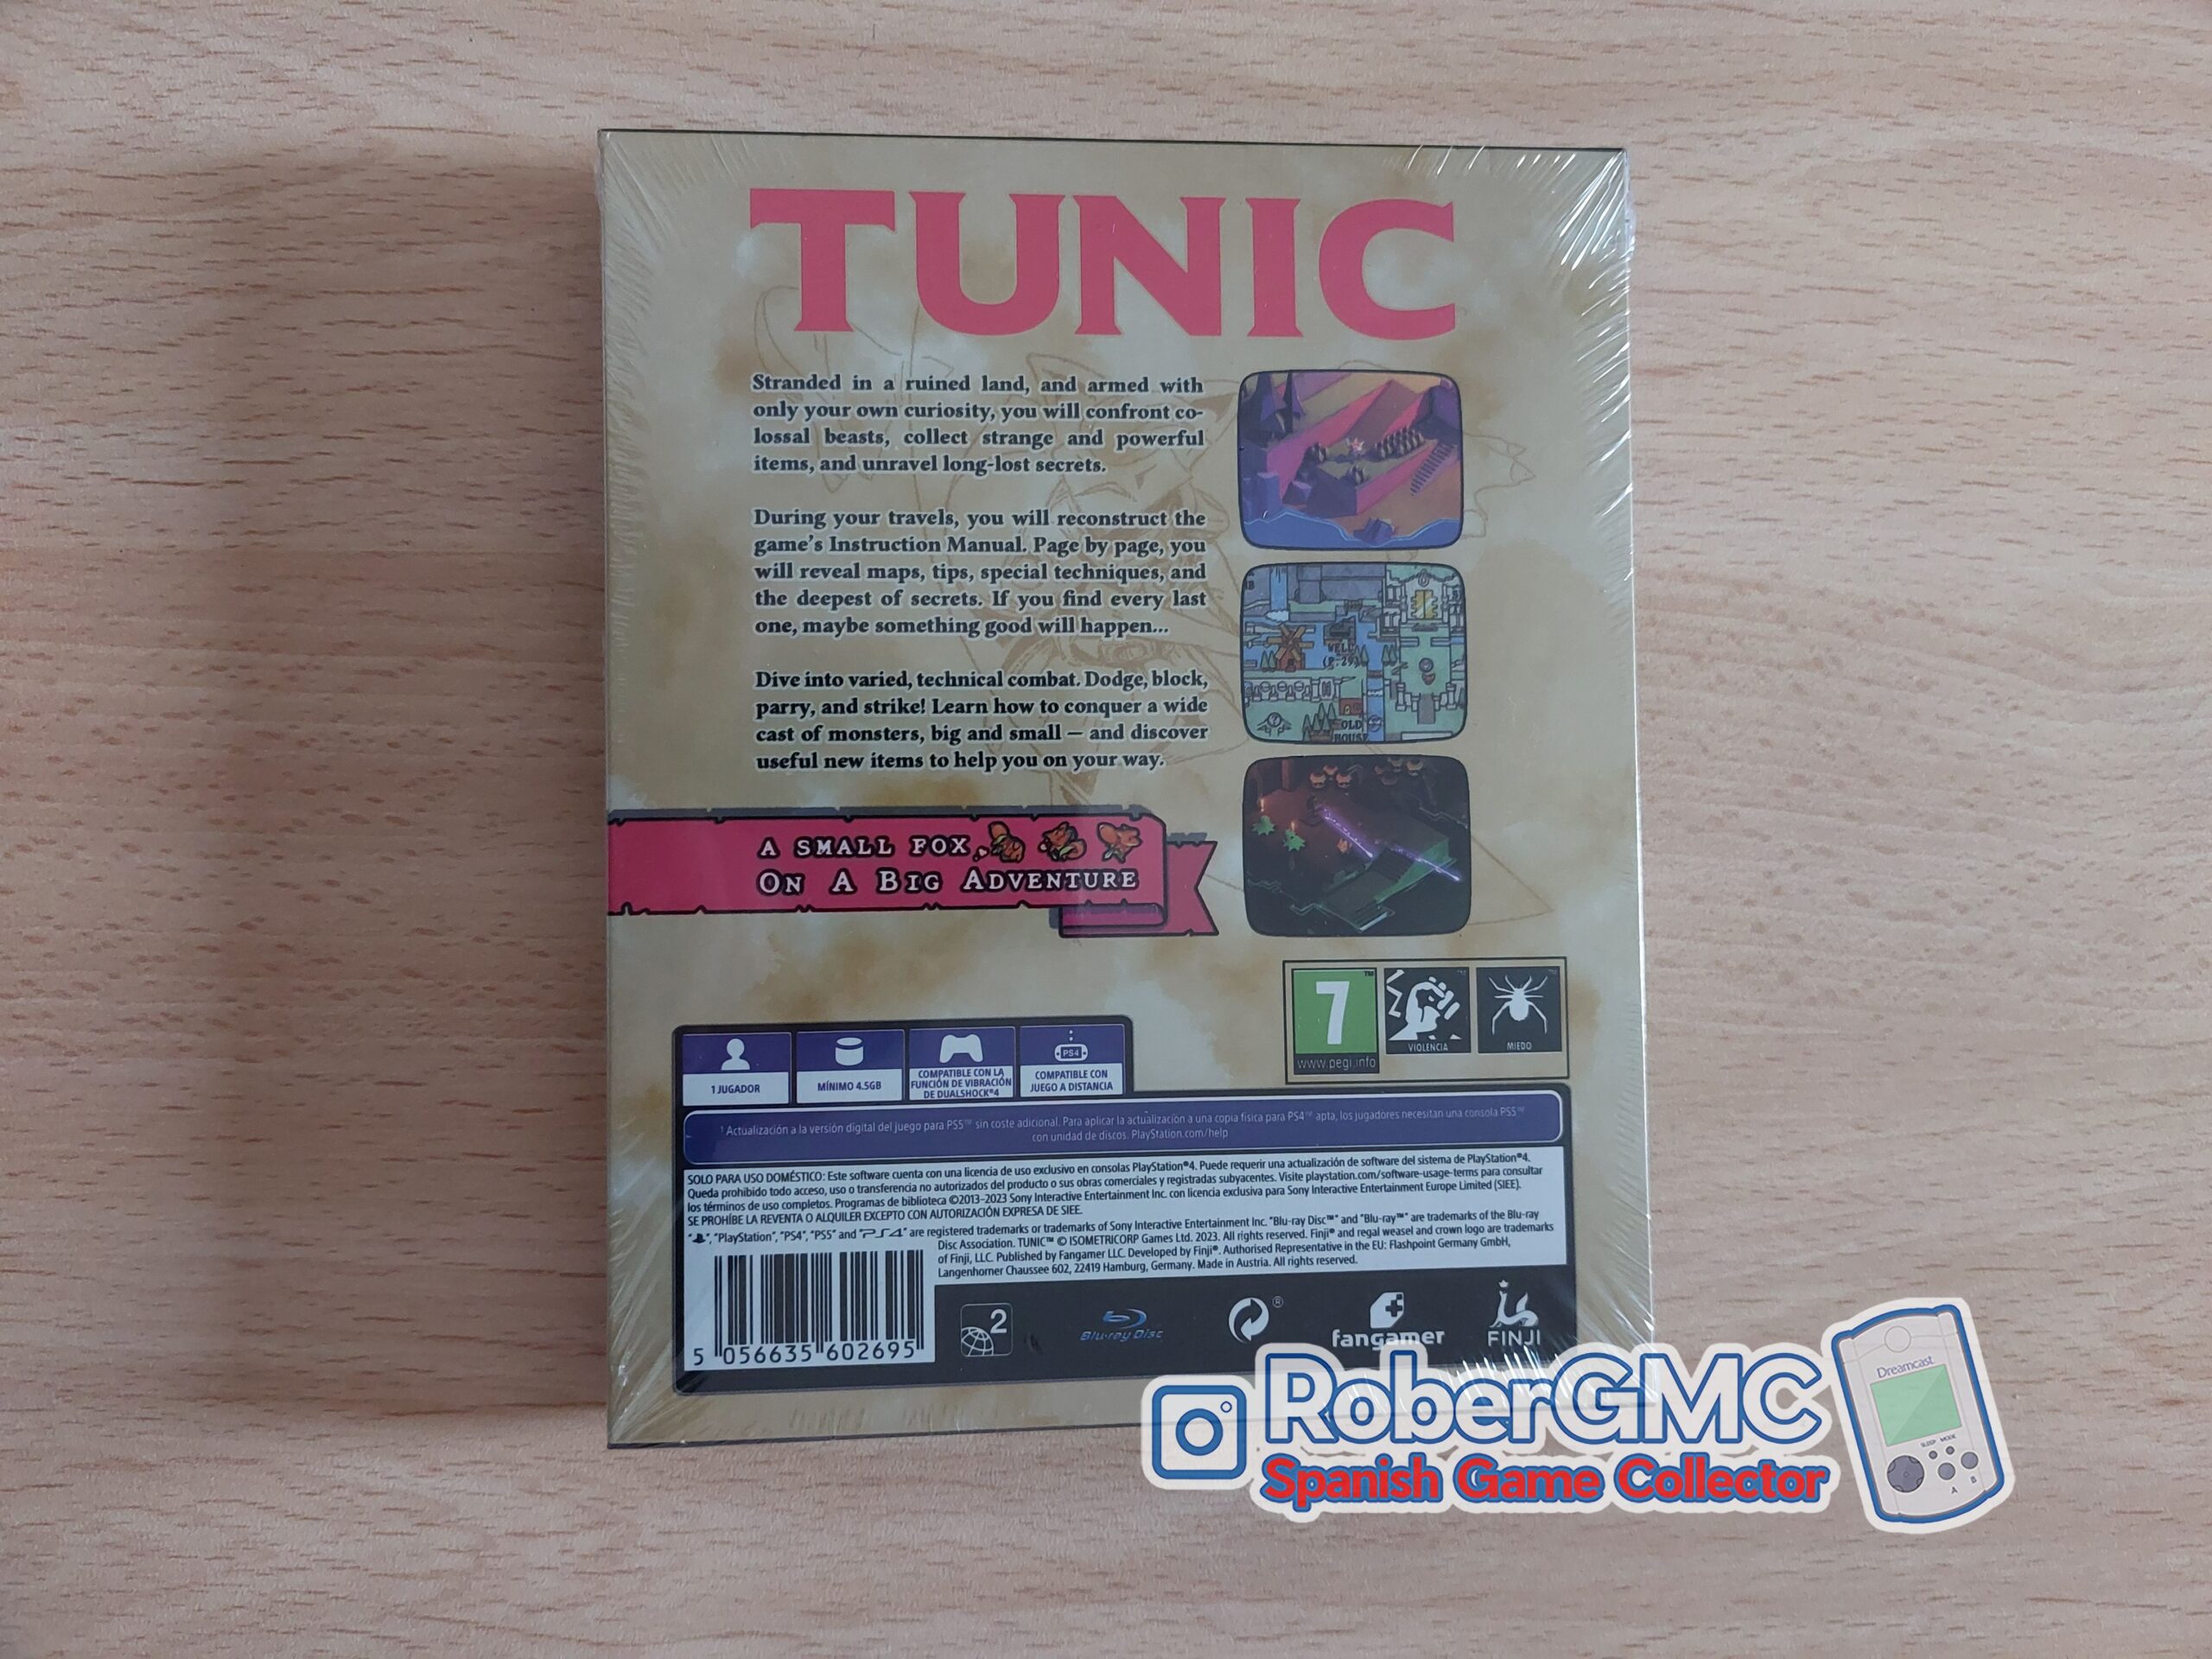 TUNIC
Stranded in a ruined land, and armed with
only your own curiosity, you will confront co-
lossal beasts, collect strange and powerful
items, and unravel long-lost secrets.
During your travels, you will reconstruct the
game's Instruction Manual. Page by page, you
will reveal maps, tips, special techniques, and
the deepest of secrets. If you find every last
one, maybe something good will happen...
Dive into varied, technical combat. Dodge, block,
parry, and strike! Learn how to conquer a wide
cast of monsters, big and small — and discover
useful new items to help you on your way.
WELL
(P. 29)
OLD
HOUSE
A SMALL FOX
ON A BIG ADVENTURE
7
www.pegi.info
VIOLENCIA
MIEDO
1 JUGADOR
MÍNIMO 4.5GB
COMPATIBLE CON LA
FUNCIÓN DE VIBRACIÓN
DE DUALSHOCK®4
PS4
COMPATIBLE CON
JUEGO A DISTANCIA
¹ Actualización a la versión digital del juego para PS5™ sin coste adicional. Para aplicar la actualización a una copia física para PS4™ apta, los jugadores necesitan una consola PS5™
con unidad de discos. PlayStation.com/help
SOLO PARA USO DOMÉSTICO: Este software cuenta con una licencia de uso exclusivo en consolas PlayStation®4. Puede requerir una actualización de software del sistema de PlayStation®4.
Queda prohibido todo acceso, uso o transferencia no autorizados del producto o sus obras comerciales y registradas subyacentes. Visite playstation.com/software-usage-terms para consultar
los términos de uso completos. Programas de biblioteca ©2013-2023 Sony Interactive Entertainment Inc. con licencia exclusiva para Sony Interactive Entertainment Europe Limited (SIEE).
SE PROHÍBE LA REVENTA O ALQUILER EXCEPTO CON AUTORIZACIÓN EXPRESA DE SIEE.
"PlayStation", "PS4", "PS5" and "PS4" are registered trademarks or trademarks of Sony Interactive Entertainment Inc. "Blu-ray Disc™" and "Blu-ray™" are trademarks of the Blu-ray
Disc Association. TUNIC™ © ISOMETRICORP Games Ltd. 2023. All rights reserved. Finji® and regal weasel and crown logo are trademarks
of Finji, LLC. Published by Fangamer LLC. Developed by Finji®. Authorised Representative in the EU: Flashpoint Germany GmbH,
Langenhorner Chaussee 602, 22419 Hamburg, Germany. Made in Austria. All rights reserved.
5 056635 602695
2
Blu-ray Disc
®
fangamer
FINJI
RoberGMC
Spanish Game Collector
Dreamcast
SLEEP MODE
A
B